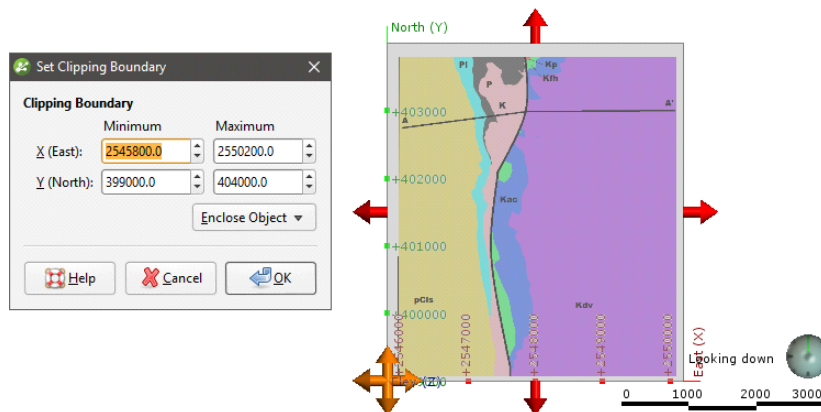 Set Clipping Boundary
Clipping Boundary
Minimum Maximum
X (East): 2545800.0 2550200.0
Y (North): 399000.0 404000.0
Enclose Object
Help Cancel OK
North (Y)
Pl Kp
P Kfh
K
+403000
A A'
+402000
Kac
+401000
pCls
Kdv
+400000
+2546000
+2547000
+2548000
+2549000
+2550000
East (X)
Looking down
Elev (Z)
0 1000 2000 3000